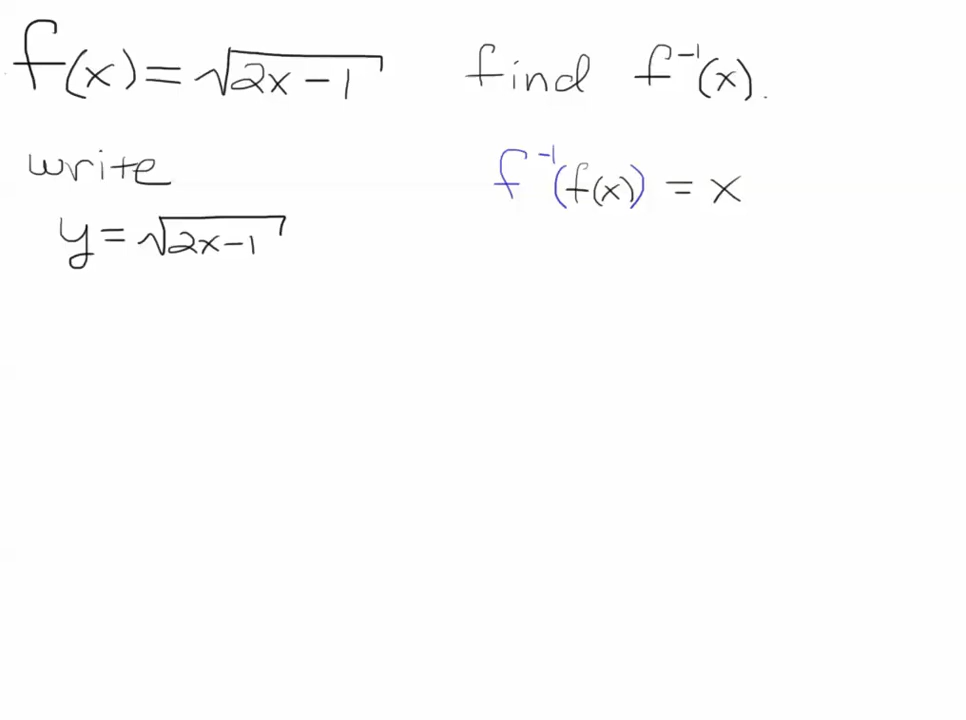 f(x) = √(2x − 1) find f⁻¹(x).
write f⁻¹(f(x)) = x
y = √(2x−1)